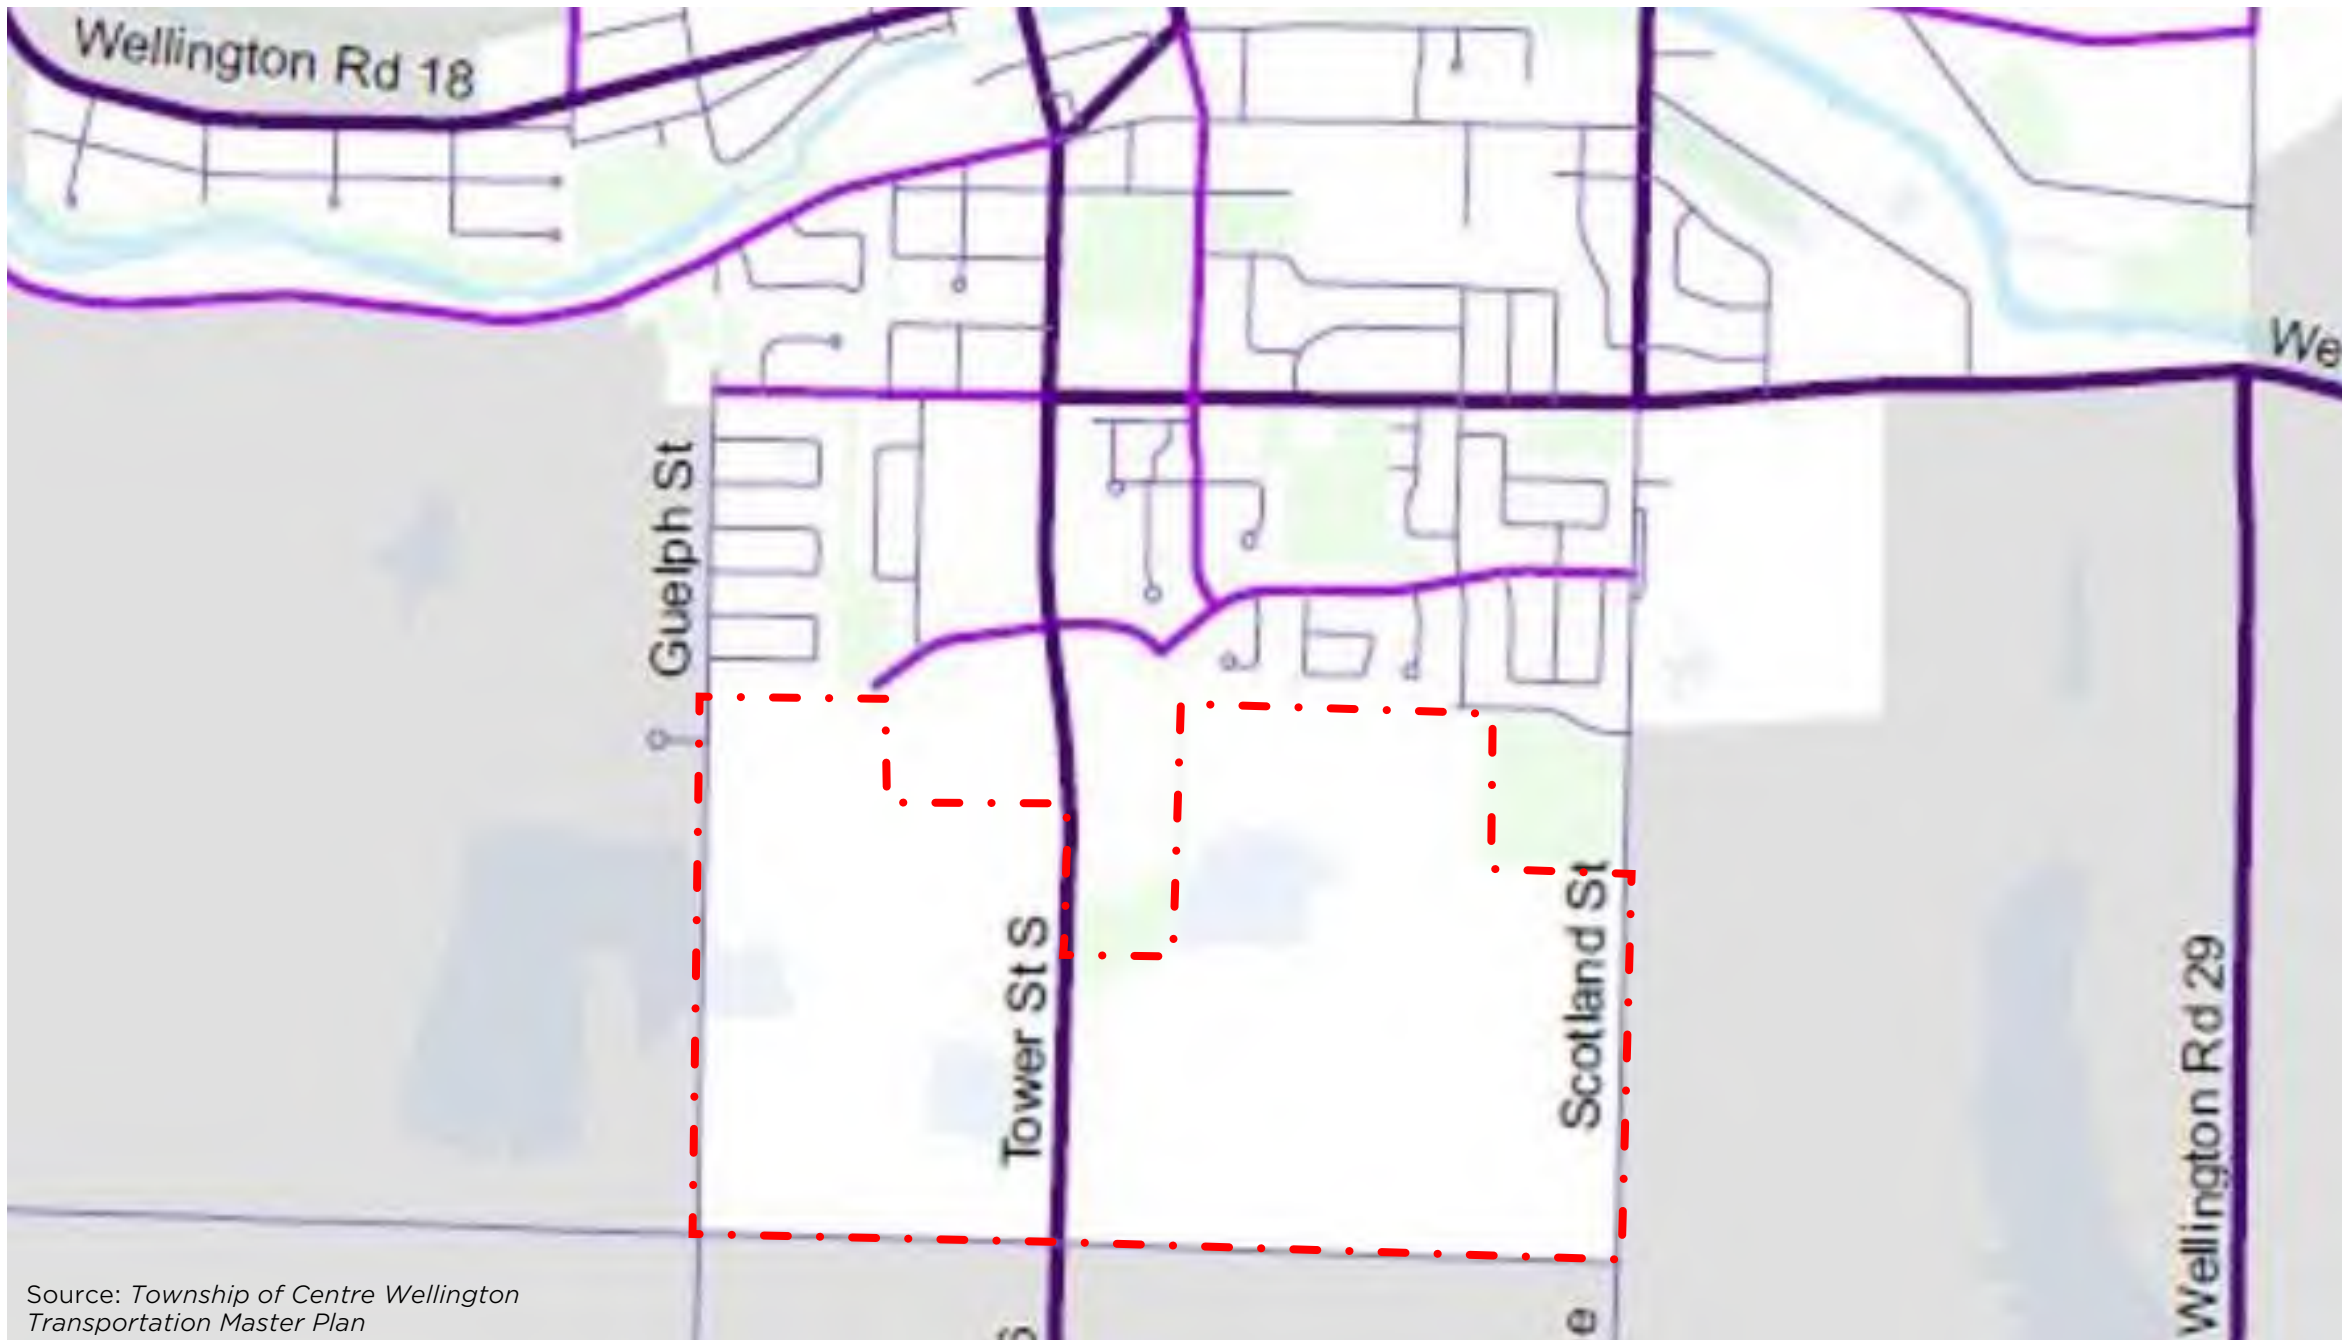 Wellington Rd 18
We
Guelph St
Tower St S
Scotland St
Wellington Rd 29
S
e
Source: Township of Centre Wellington
Transportation Master Plan